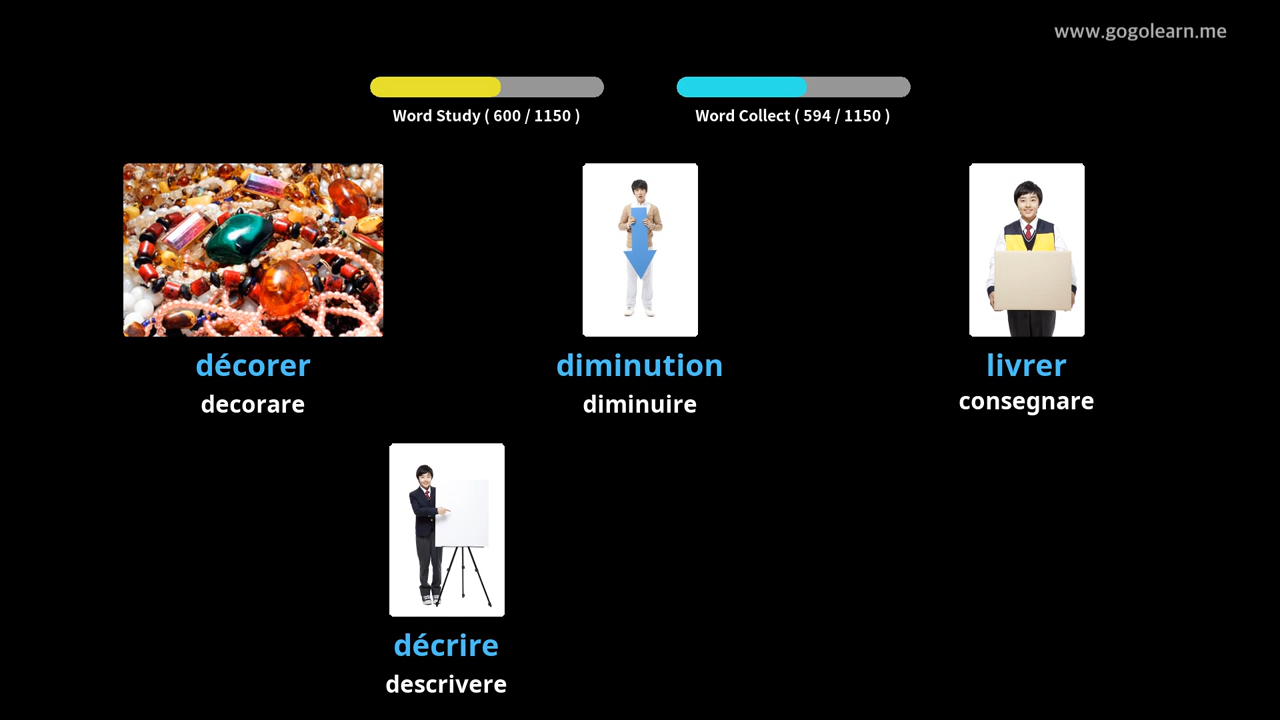 www.gogolearn.me
Word Study ( 600 / 1150 )
Word Collect ( 594 / 1150 )
décorer
decorare
diminution
diminuire
livrer
consegnare
décrire
descrivere